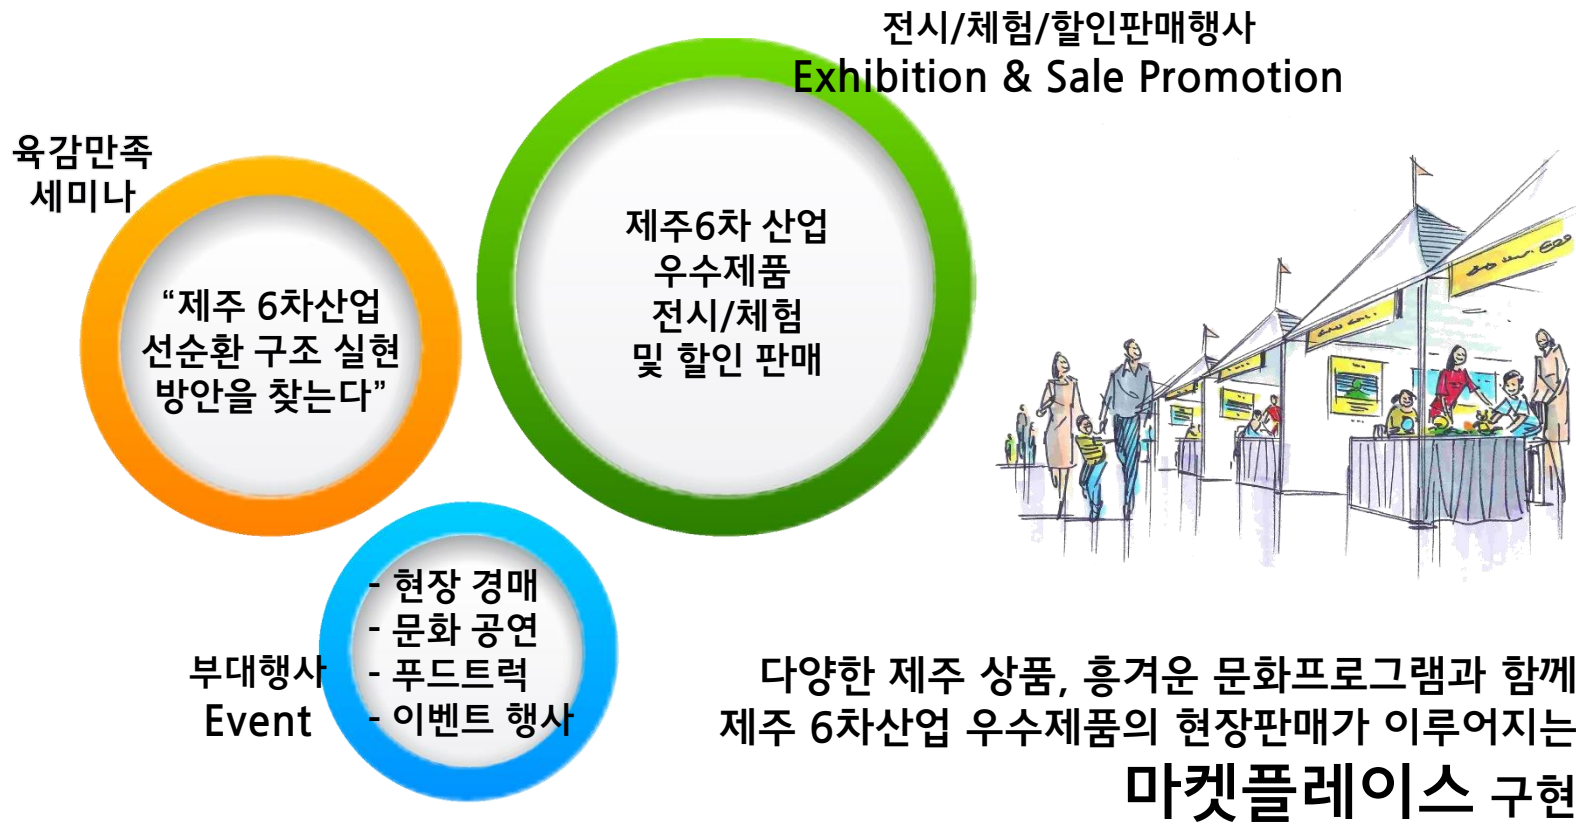 전시/체험/할인판매행사
Exhibition & Sale Promotion
육감만족
세미나
“제주 6차산업
선순환 구조 실현
방안을 찾는다”
제주6차 산업
우수제품
전시/체험
및 할인 판매
부대행사
Event
- 현장 경매
- 문화 공연
- 푸드트럭
- 이벤트 행사
다양한 제주 상품, 흥겨운 문화프로그램과 함께
제주 6차산업 우수제품의 현장판매가 이루어지는
마켓플레이스 구현